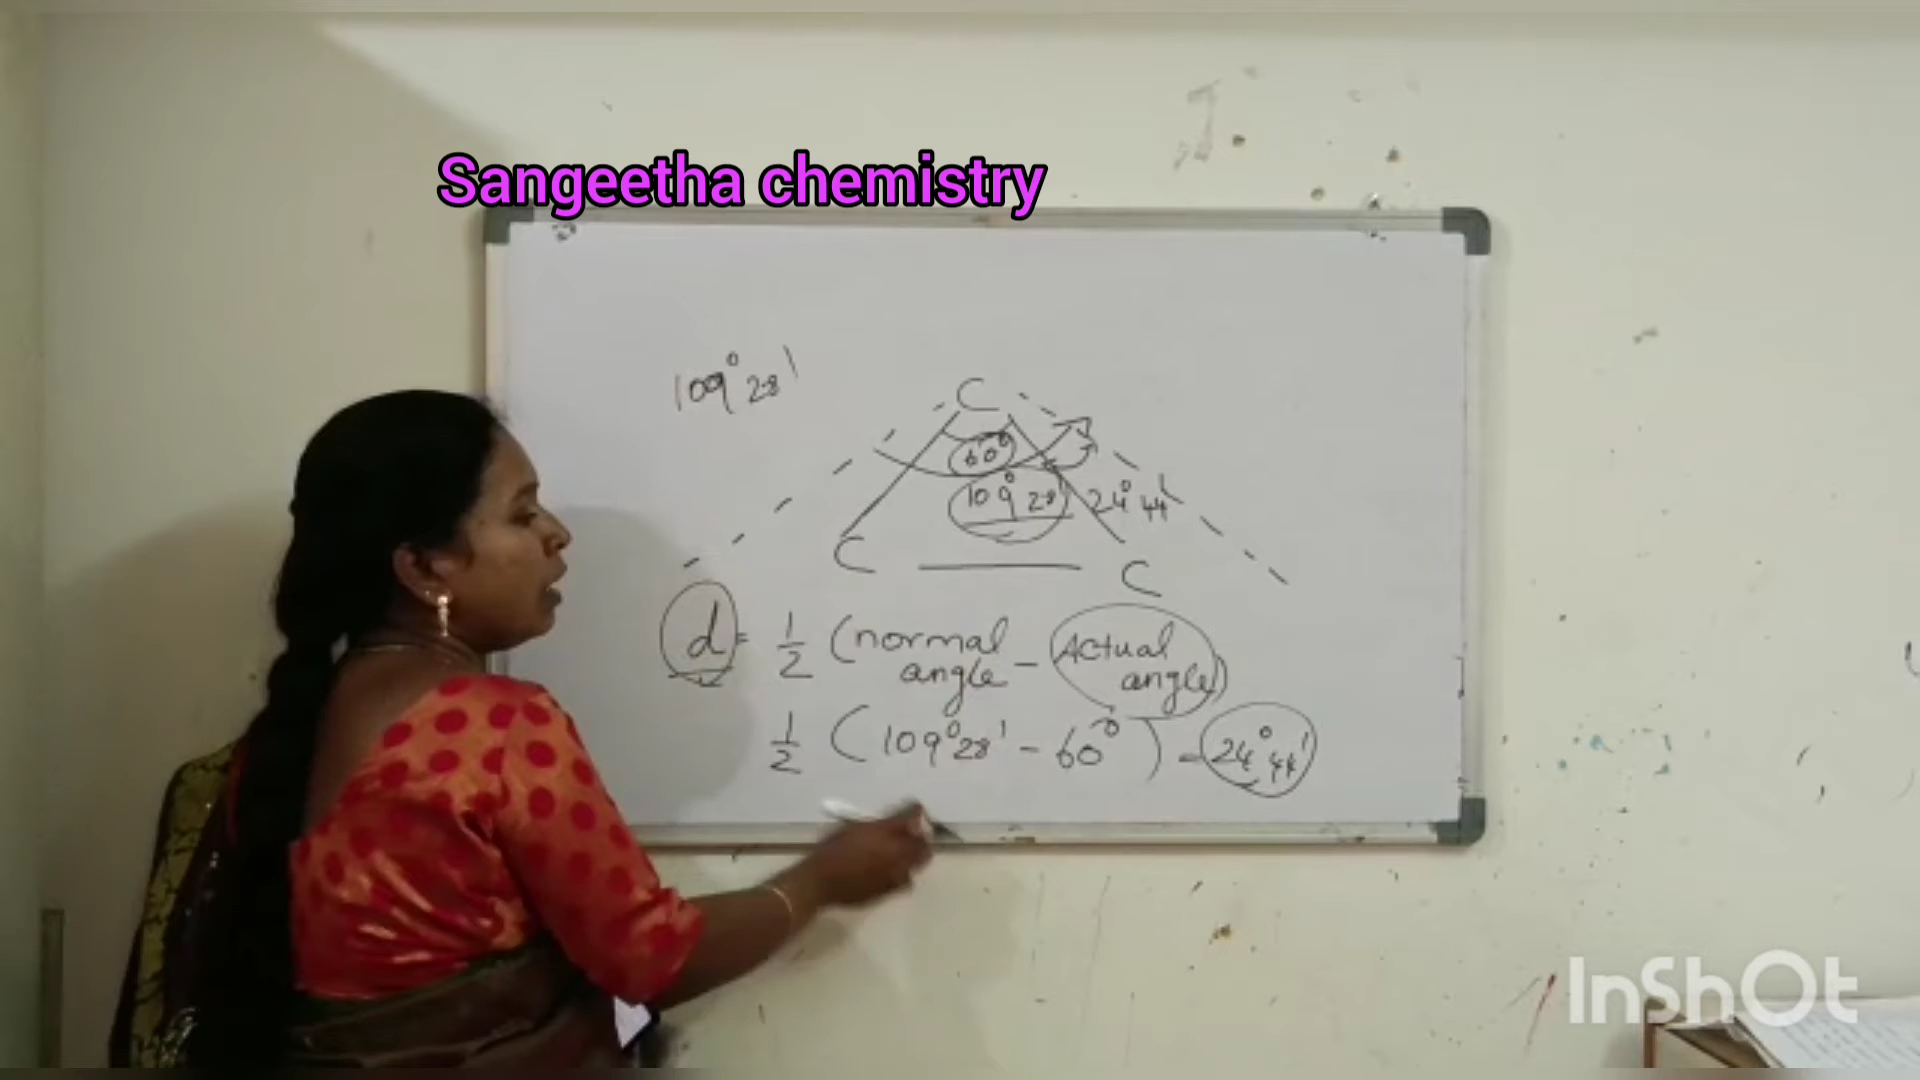 Sangeetha chemistry
109° 28'
C
60°
109° 28' 24° 44'
C C
d = 1/2 (normal angle - Actual angle)
1/2 (109° 28' - 60°) = 24° 44'
InShOt